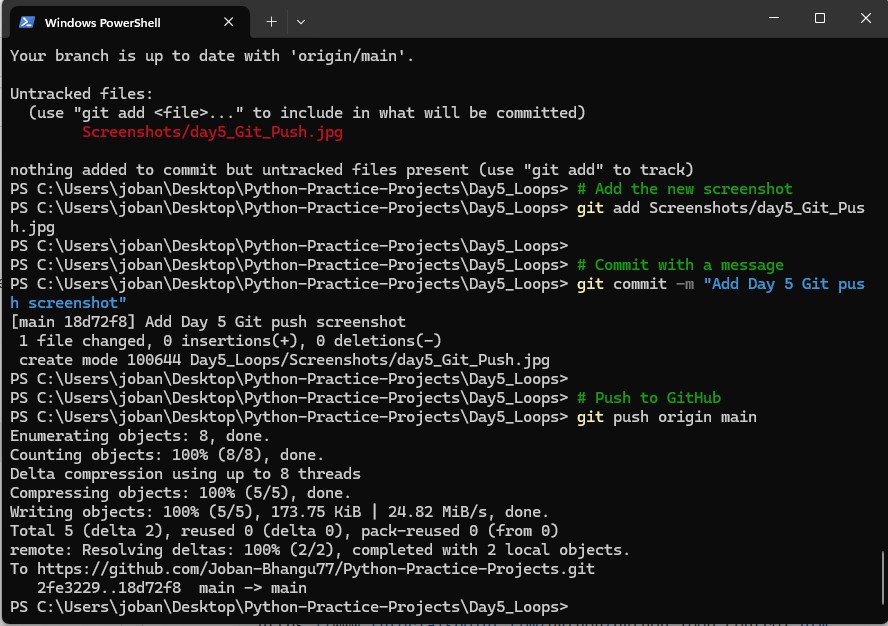 Windows PowerShell
Your branch is up to date with 'origin/main'.
Untracked files:
(use "git add <file>..." to include in what will be committed)
Screenshots/day5_Git_Push.jpg
nothing added to commit but untracked files present (use "git add" to track)
PS C:\Users\joban\Desktop\Python-Practice-Projects\Day5_Loops> # Add the new screenshot
PS C:\Users\joban\Desktop\Python-Practice-Projects\Day5_Loops> git add Screenshots/day5_Git_Pus
h.jpg
PS C:\Users\joban\Desktop\Python-Practice-Projects\Day5_Loops>
PS C:\Users\joban\Desktop\Python-Practice-Projects\Day5_Loops> # Commit with a message
PS C:\Users\joban\Desktop\Python-Practice-Projects\Day5_Loops> git commit -m "Add Day 5 Git pus
h screenshot"
[main 18d72f8] Add Day 5 Git push screenshot
1 file changed, 0 insertions(+), 0 deletions(-)
create mode 100644 Day5_Loops/Screenshots/day5_Git_Push.jpg
PS C:\Users\joban\Desktop\Python-Practice-Projects\Day5_Loops>
PS C:\Users\joban\Desktop\Python-Practice-Projects\Day5_Loops> # Push to GitHub
PS C:\Users\joban\Desktop\Python-Practice-Projects\Day5_Loops> git push origin main
Enumerating objects: 8, done.
Counting objects: 100% (8/8), done.
Delta compression using up to 8 threads
Compressing objects: 100% (5/5), done.
Writing objects: 100% (5/5), 173.75 KiB | 24.82 MiB/s, done.
Total 5 (delta 2), reused 0 (delta 0), pack-reused 0 (from 0)
remote: Resolving deltas: 100% (2/2), completed with 2 local objects.
To https://github.com/Joban-Bhangu77/Python-Practice-Projects.git
2fe3229..18d72f8  main -> main
PS C:\Users\joban\Desktop\Python-Practice-Projects\Day5_Loops>